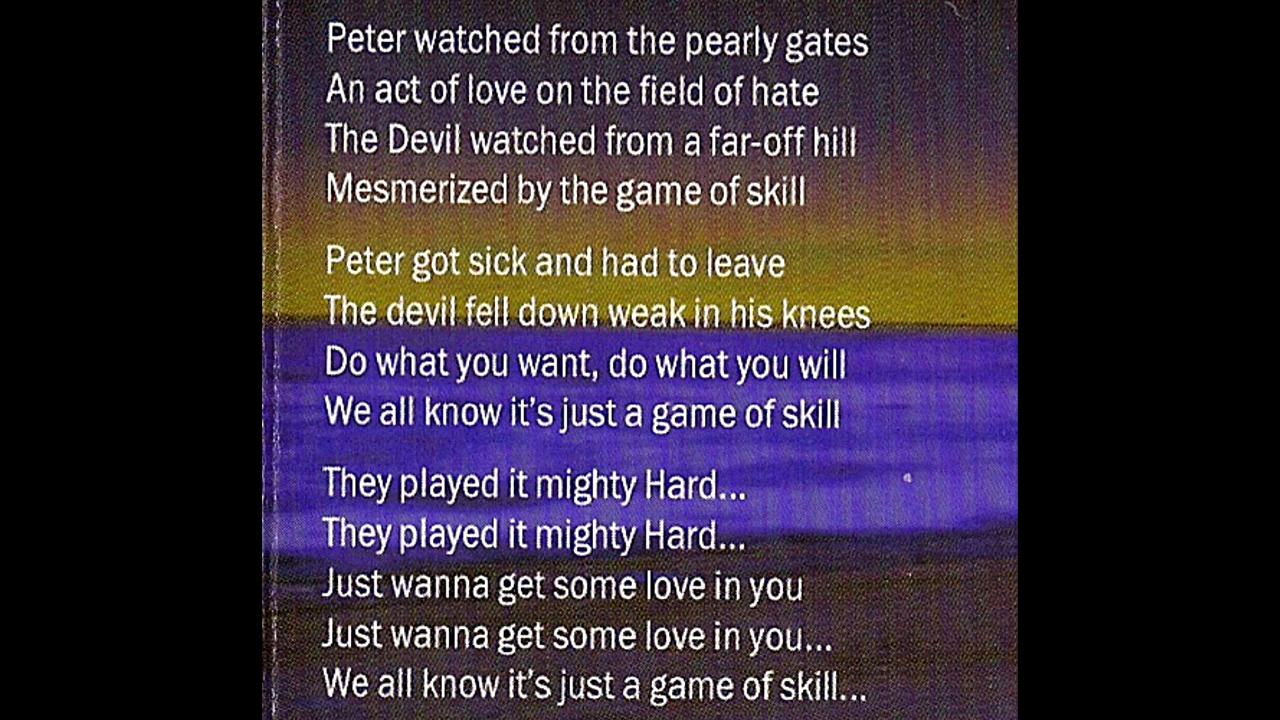 Peter watched from the pearly gates
An act of love on the field of hate
The Devil watched from a far-off hill
Mesmerized by the game of skill
Peter got sick and had to leave
The devil fell down weak in his knees
Do what you want, do what you will
We all know it's just a game of skill
They played it mighty Hard...
They played it mighty Hard...
Just wanna get some love in you
Just wanna get some love in you...
We all know it's just a game of skill...